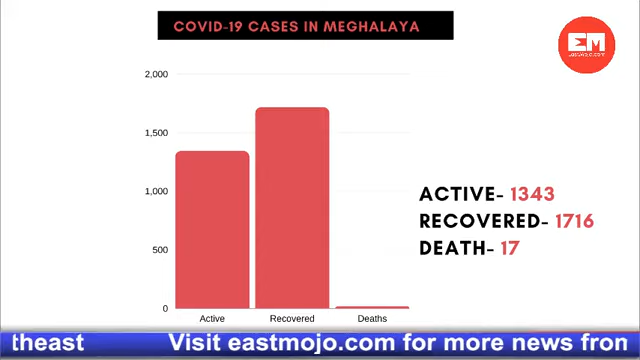 COVID-19 CASES IN MEGHALAYA
EM
2,000
1,500
1,000
500
0
Active
Recovered
Deaths
ACTIVE- 1343
RECOVERED- 1716
DEATH- 17
theast Visit eastmojo.com for more news from